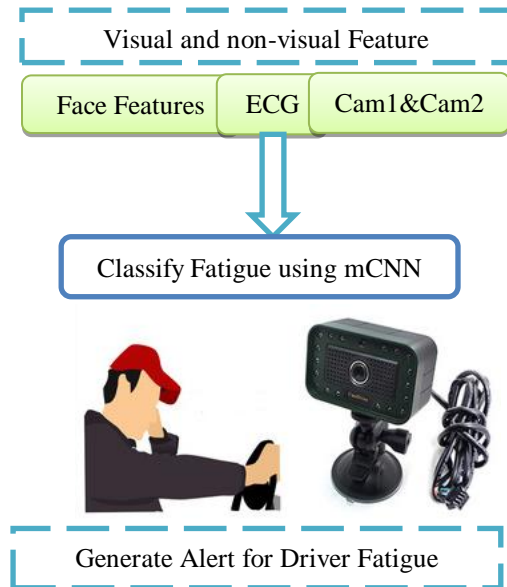 Visual and non-visual Feature
Face Features ECG Cam1&Cam2
Classify Fatigue using mCNN
Generate Alert for Driver Fatigue